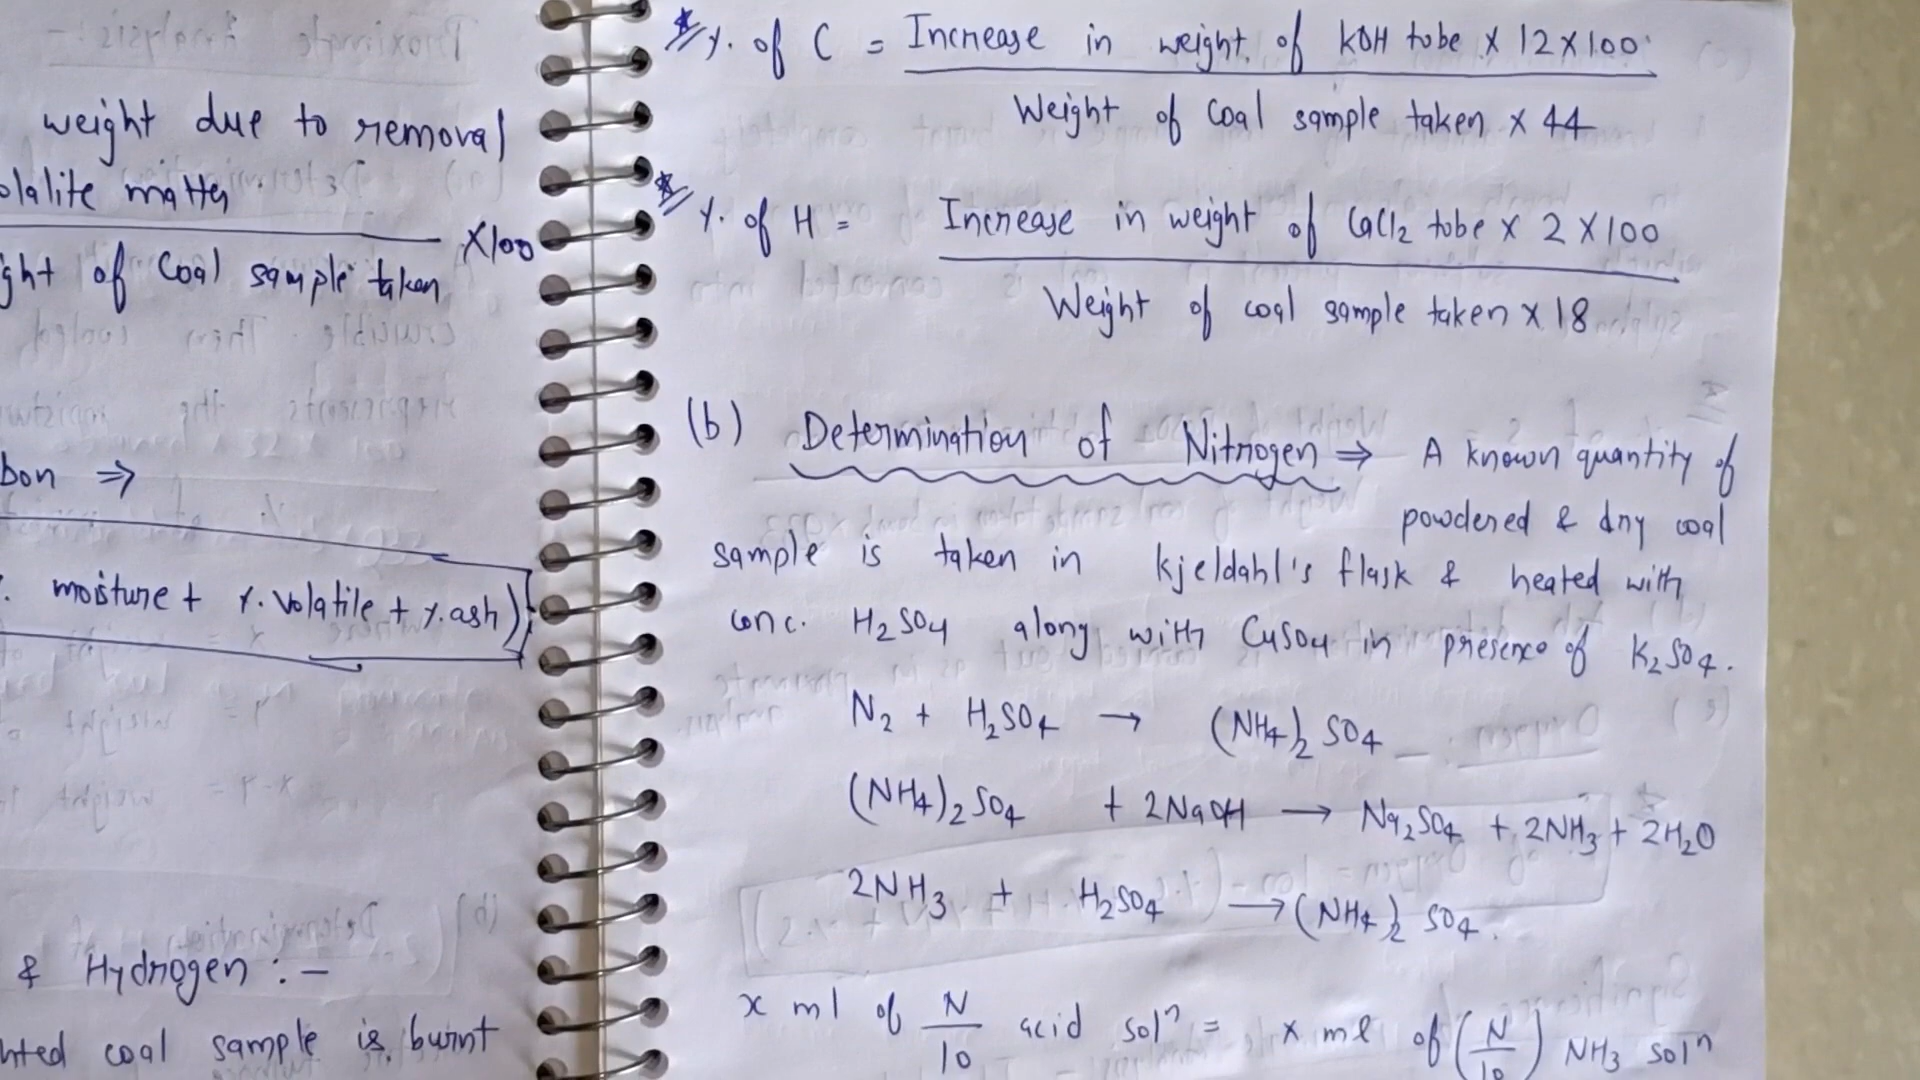 weight due to removal
olalite matter
X100
ght of Coal sample taken
bon ⇒
moisture + %. Volatile + %. ash)}
& Hydrogen : -
hted coal sample is burnt
%. of C = Increase in weight of KOH tube X 12 X 100
Weight of Coal sample taken x 44
%. of H = Increase in weight of CaCl2 tube x 2 X 100
Weight of coal sample taken x 18
(b) Determination of Nitrogen ⇒ A known quantity of
powdered & dry coal
sample is taken in kjeldahl's flask & heated with
conc. H2SO4 along with CuSO4 in presence of K2SO4.
N2 + H2SO4 → (NH4)2 SO4
(NH4)2 SO4 + 2NaOH → Na2SO4 + 2NH3 + 2H2O
2NH3 + H2SO4 → (NH4)2 SO4.
x ml of N/10 acid solⁿ = x ml of (N/10) NH3 solⁿ